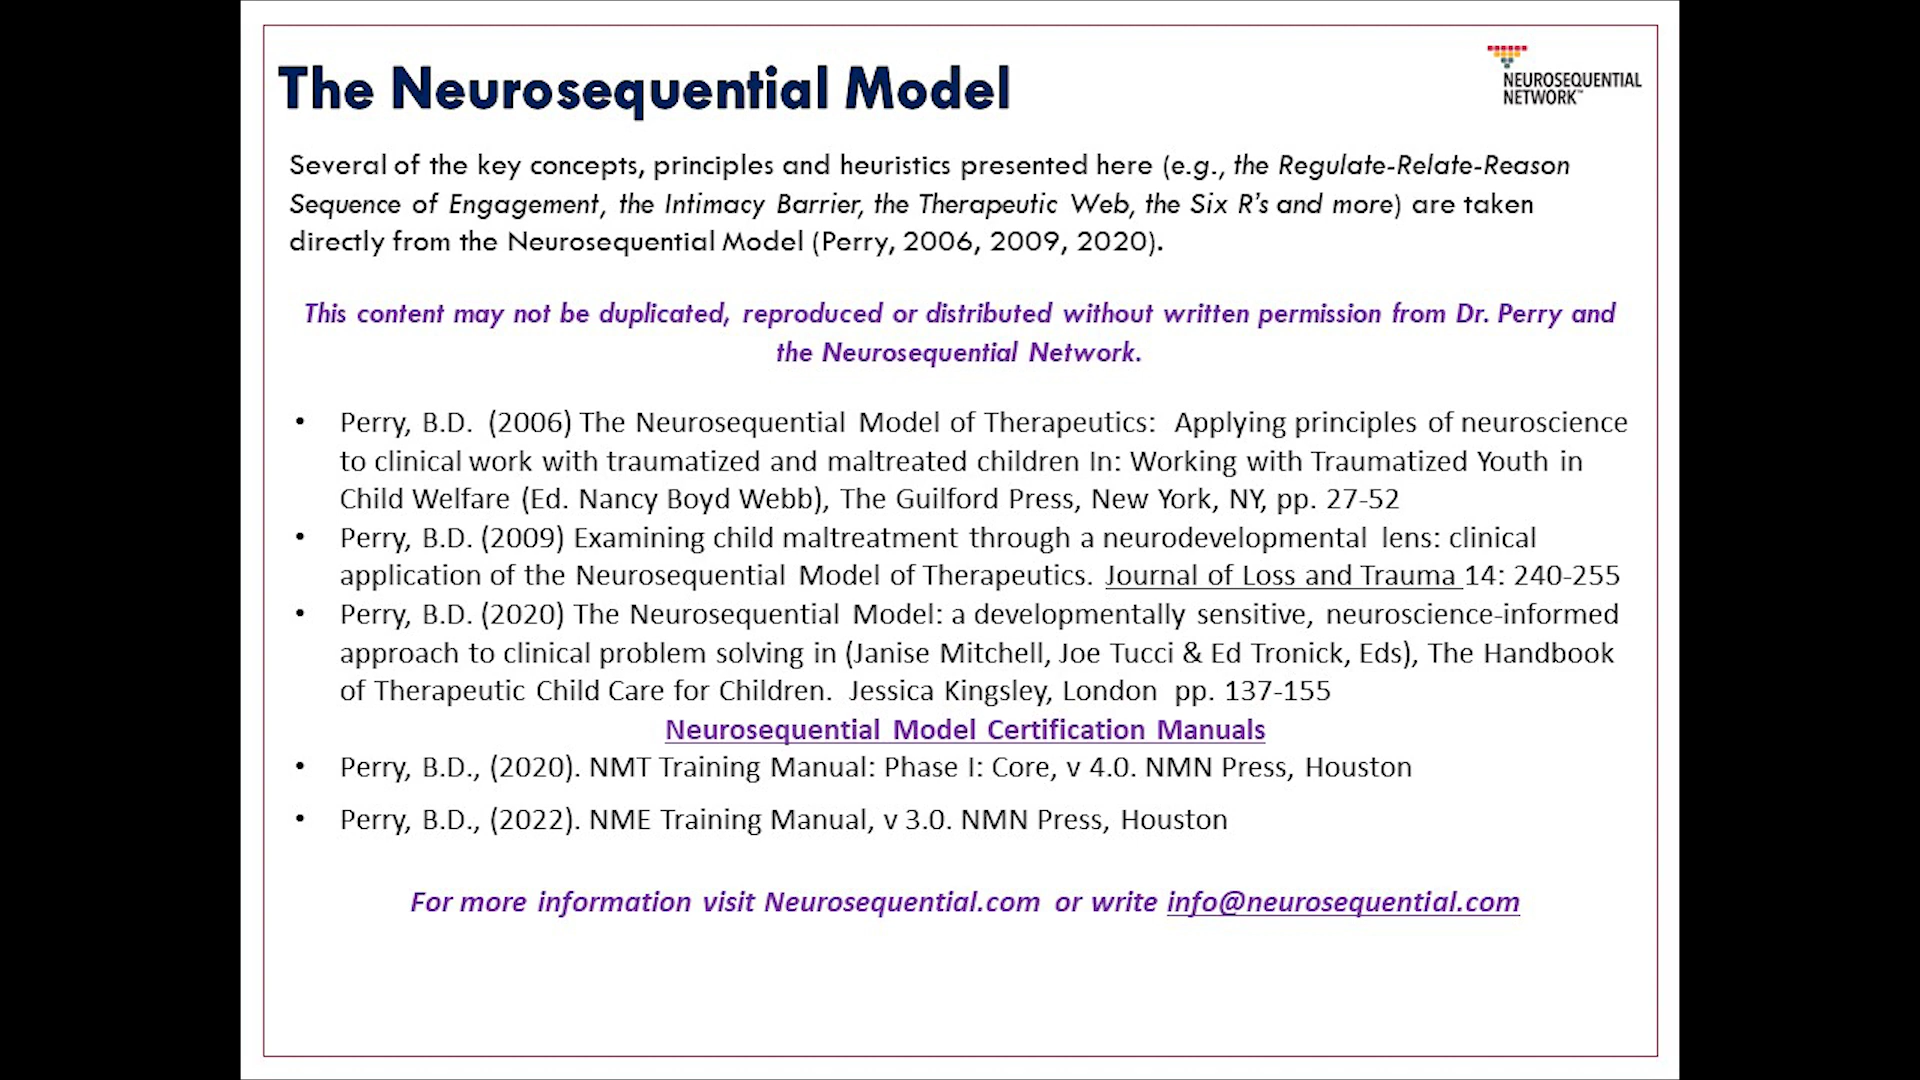 The Neurosequential Model
NEUROSEQUENTIAL
NETWORK™
Several of the key concepts, principles and heuristics presented here (e.g., the Regulate-Relate-Reason
Sequence of Engagement, the Intimacy Barrier, the Therapeutic Web, the Six R's and more) are taken
directly from the Neurosequential Model (Perry, 2006, 2009, 2020).
This content may not be duplicated, reproduced or distributed without written permission from Dr. Perry and
the Neurosequential Network.
• Perry, B.D. (2006) The Neurosequential Model of Therapeutics: Applying principles of neuroscience
to clinical work with traumatized and maltreated children In: Working with Traumatized Youth in
Child Welfare (Ed. Nancy Boyd Webb), The Guilford Press, New York, NY, pp. 27-52
• Perry, B.D. (2009) Examining child maltreatment through a neurodevelopmental lens: clinical
application of the Neurosequential Model of Therapeutics. Journal of Loss and Trauma 14: 240-255
• Perry, B.D. (2020) The Neurosequential Model: a developmentally sensitive, neuroscience-informed
approach to clinical problem solving in (Janise Mitchell, Joe Tucci & Ed Tronick, Eds), The Handbook
of Therapeutic Child Care for Children. Jessica Kingsley, London pp. 137-155
Neurosequential Model Certification Manuals
• Perry, B.D., (2020). NMT Training Manual: Phase I: Core, v 4.0. NMN Press, Houston
• Perry, B.D., (2022). NME Training Manual, v 3.0. NMN Press, Houston
For more information visit Neurosequential.com or write info@neurosequential.com